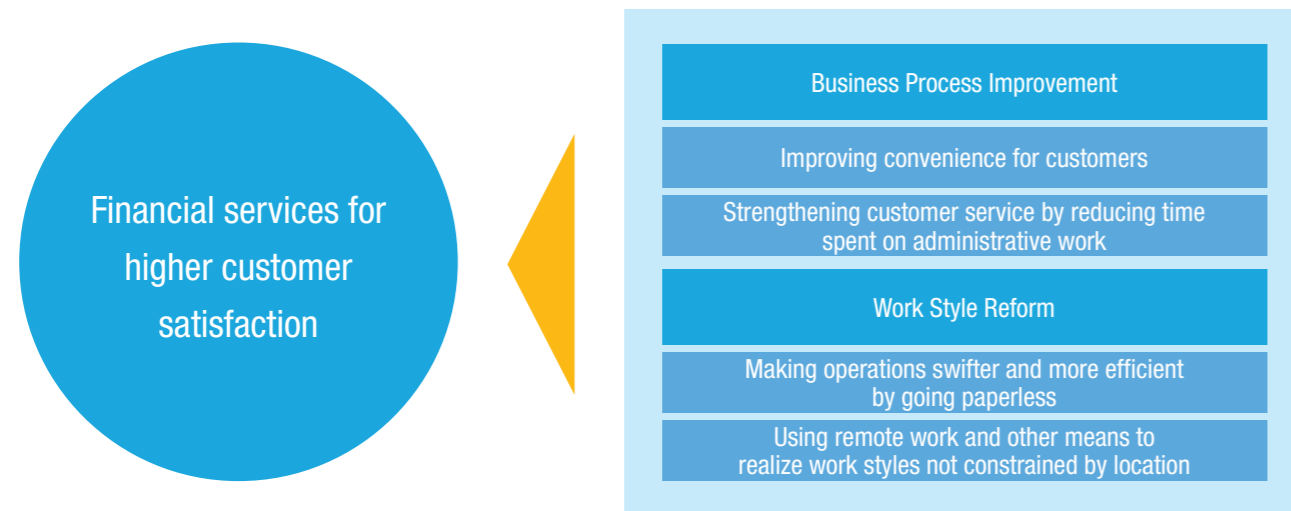 Financial services for
higher customer
satisfaction
Business Process Improvement
Improving convenience for customers
Strengthening customer service by reducing time
spent on administrative work
Work Style Reform
Making operations swifter and more efficient
by going paperless
Using remote work and other means to
realize work styles not constrained by location